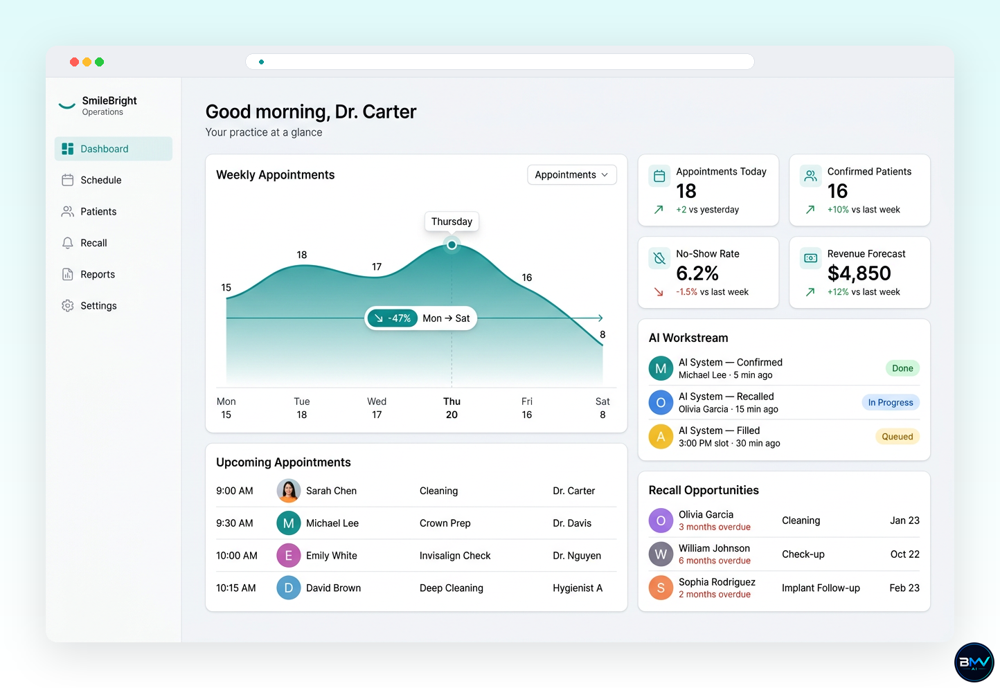 SmileBright
Operations
Dashboard
Schedule
Patients
Recall
Reports
Settings
Good morning, Dr. Carter
Your practice at a glance
Weekly Appointments
Appointments
Thursday
15
18
17
16
8
-47% Mon → Sat
Mon Tue Wed Thu Fri Sat
15 18 17 20 16 8
Upcoming Appointments
9:00 AM Sarah Chen Cleaning Dr. Carter
9:30 AM M Michael Lee Crown Prep Dr. Davis
10:00 AM E Emily White Invisalign Check Dr. Nguyen
10:15 AM D David Brown Deep Cleaning Hygienist A
Appointments Today
18
+2 vs yesterday
Confirmed Patients
16
+10% vs last week
No-Show Rate
6.2%
-1.5% vs last week
Revenue Forecast
$4,850
+12% vs last week
AI Workstream
M AI System — Confirmed Done
Michael Lee · 5 min ago
O AI System — Recalled In Progress
Olivia Garcia · 15 min ago
A AI System — Filled Queued
3:00 PM slot · 30 min ago
Recall Opportunities
O Olivia Garcia Cleaning Jan 23
3 months overdue
W William Johnson Check-up Oct 22
6 months overdue
S Sophia Rodriguez Implant Follow-up Feb 23
2 months overdue
BMV
AI